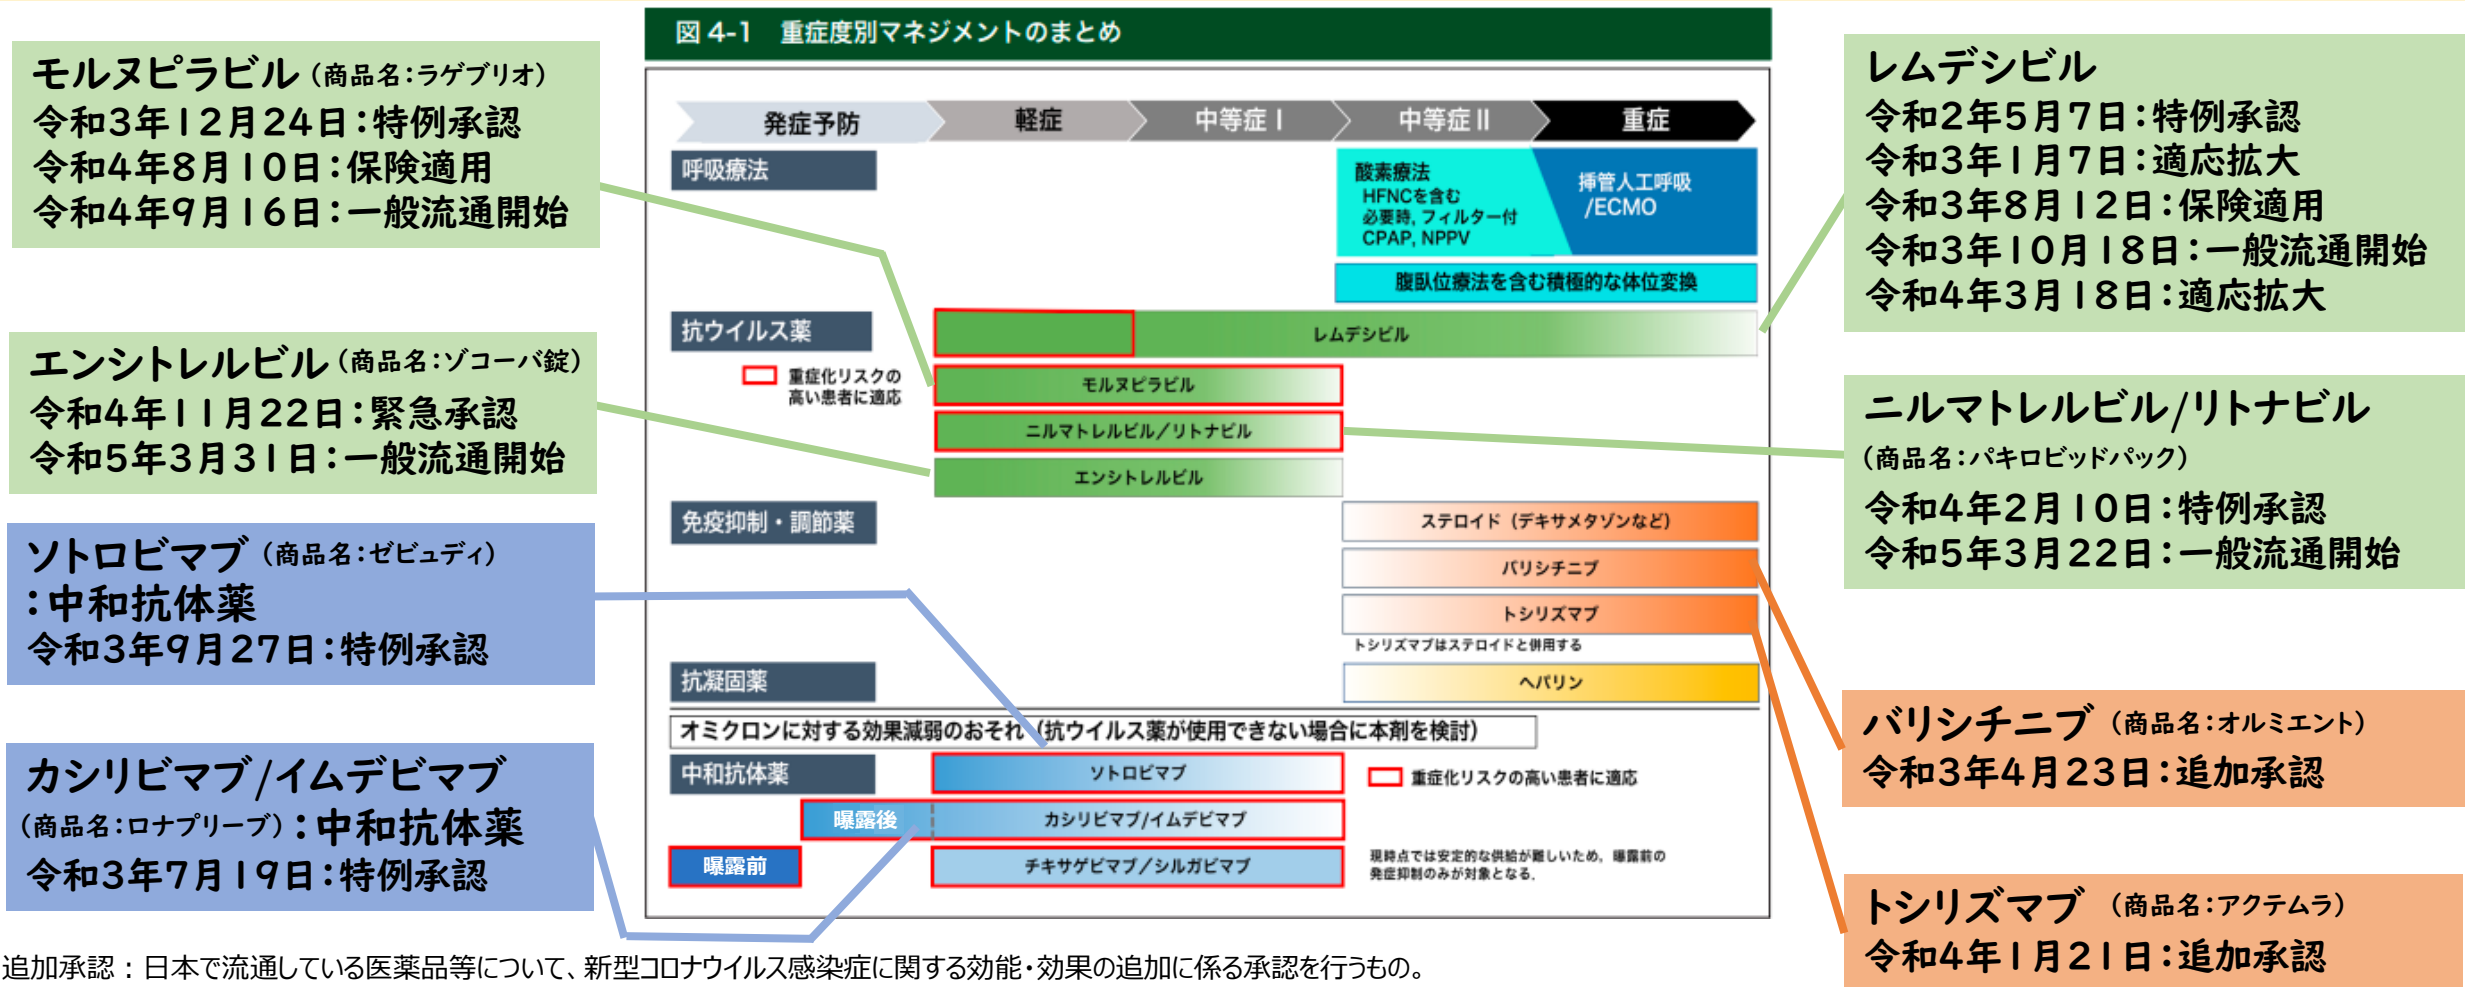 図 4-1 重症度別マネジメントのまとめ
モルヌピラビル（商品名：ラゲブリオ）
令和3年12月24日：特例承認
令和4年8月10日：保険適用
令和4年9月16日：一般流通開始
エンシトレルビル（商品名：ゾコーバ錠）
令和4年11月22日：緊急承認
令和5年3月31日：一般流通開始
ソトロビマブ（商品名：ゼビュディ）
：中和抗体薬
令和3年9月27日：特例承認
カシリビマブ/イムデビマブ
（商品名：ロナプリーブ）：中和抗体薬
令和3年7月19日：特例承認
発症予防
軽症
中等症 I
中等症 II
重症
呼吸療法
酸素療法
HFNCを含む
必要時, フィルター付
CPAP, NPPV
挿管人工呼吸
/ECMO
腹臥位療法を含む積極的な体位変換
抗ウイルス薬
レムデシビル
重症化リスクの
高い患者に適応
モルヌピラビル
ニルマトレルビル／リトナビル
エンシトレルビル
免疫抑制・調節薬
ステロイド（デキサメタゾンなど）
バリシチニブ
トシリズマブ
トシリズマブはステロイドと併用する
抗凝固薬
ヘパリン
オミクロンに対する効果減弱のおそれ（抗ウイルス薬が使用できない場合に本剤を検討）
中和抗体薬
ソトロビマブ
重症化リスクの高い患者に適応
曝露後
カシリビマブ/イムデビマブ
曝露前
チキサゲビマブ／シルガビマブ
現時点では安定的な供給が難しいため，曝露前の
発症抑制のみが対象となる．
レムデシビル
令和2年5月7日：特例承認
令和3年1月7日：適応拡大
令和3年8月12日：保険適用
令和3年10月18日：一般流通開始
令和4年3月18日：適応拡大
ニルマトレルビル/リトナビル
（商品名：パキロビッドパック）
令和4年2月10日：特例承認
令和5年3月22日：一般流通開始
バリシチニブ（商品名：オルミエント）
令和3年4月23日：追加承認
トシリズマブ（商品名：アクテムラ）
令和4年1月21日：追加承認
追加承認：日本で流通している医薬品等について、新型コロナウイルス感染症に関する効能・効果の追加に係る承認を行うもの。